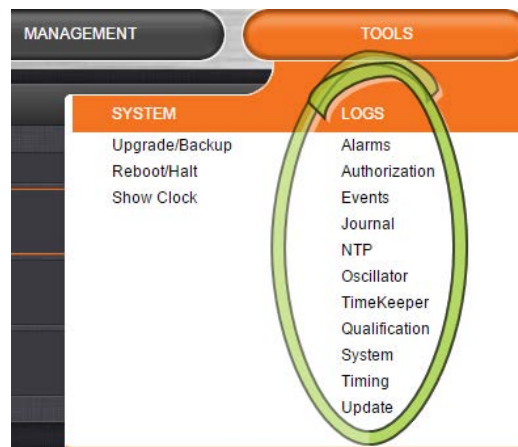 MANAGEMENT
TOOLS
SYSTEM
Upgrade/Backup
Reboot/Halt
Show Clock
LOGS
Alarms
Authorization
Events
Journal
NTP
Oscillator
TimeKeeper
Qualification
System
Timing
Update